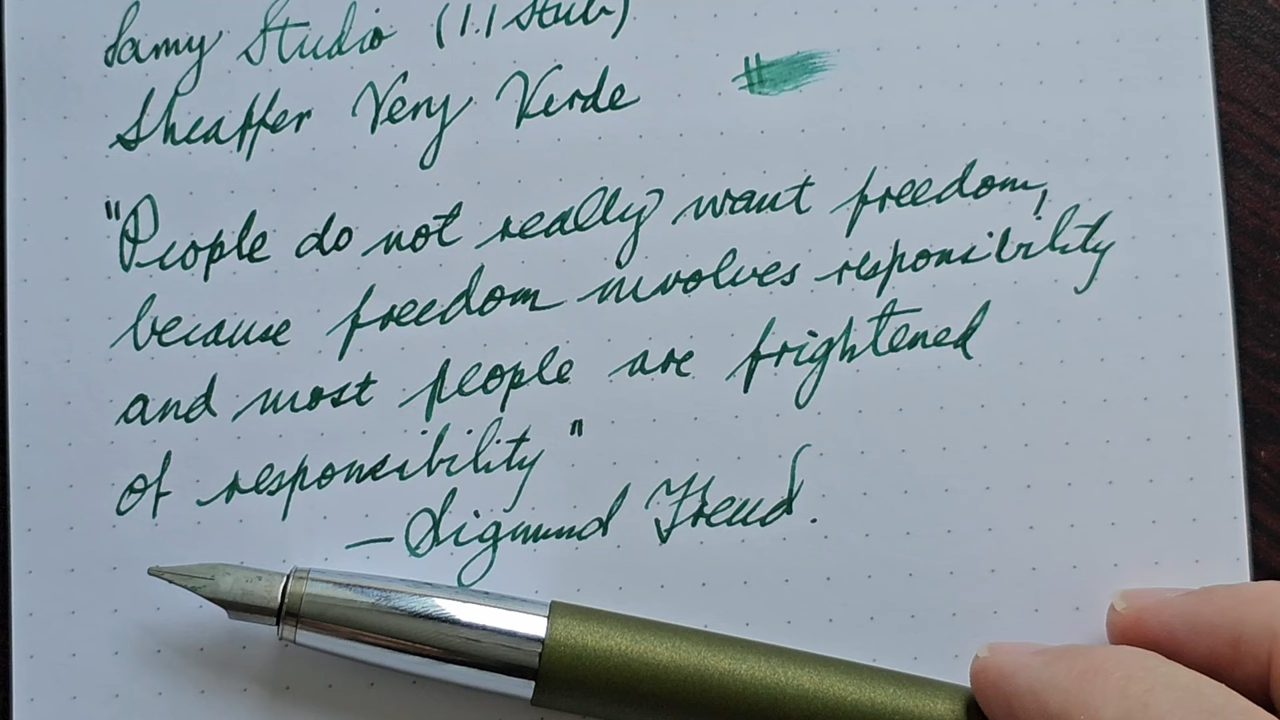 Lamy Studio (1.1 Stub)
Sheaffer Very Verde
"People do not really want freedom,
because freedom involves responsibility
and most people are frightened
of responsibility"
— Sigmund Freud.